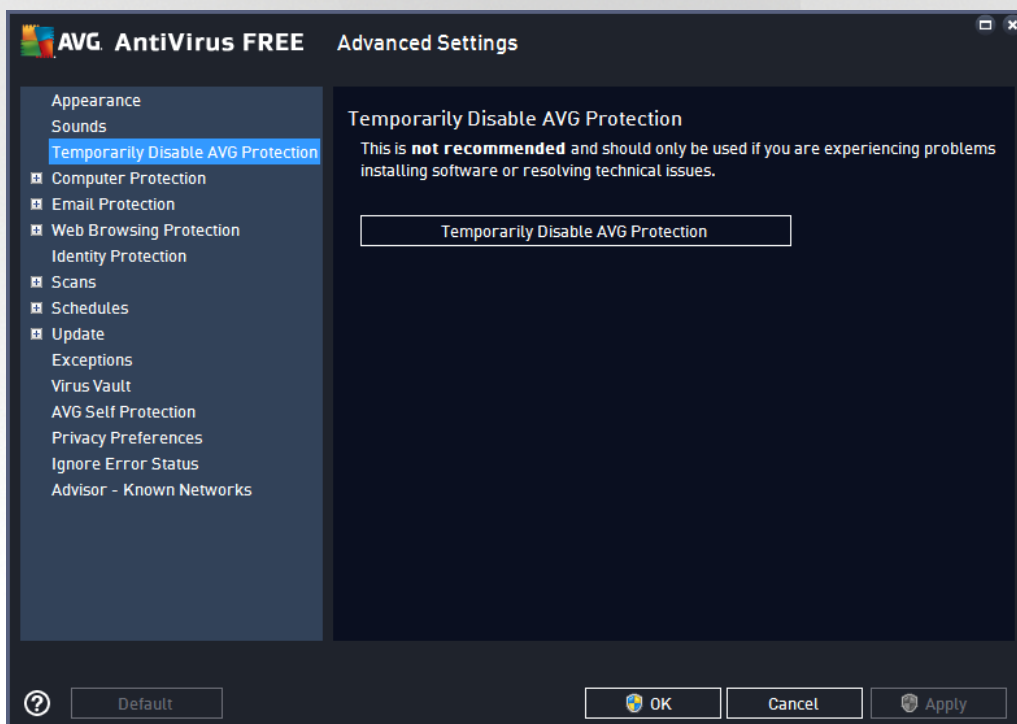 AVG. AntiVirus FREE Advanced Settings
Appearance
Sounds
Temporarily Disable AVG Protection
Computer Protection
Email Protection
Web Browsing Protection
Identity Protection
Scans
Schedules
Update
Exceptions
Virus Vault
AVG Self Protection
Privacy Preferences
Ignore Error Status
Advisor - Known Networks
Temporarily Disable AVG Protection
This is not recommended and should only be used if you are experiencing problems
installing software or resolving technical issues.
Temporarily Disable AVG Protection
? Default OK Cancel Apply